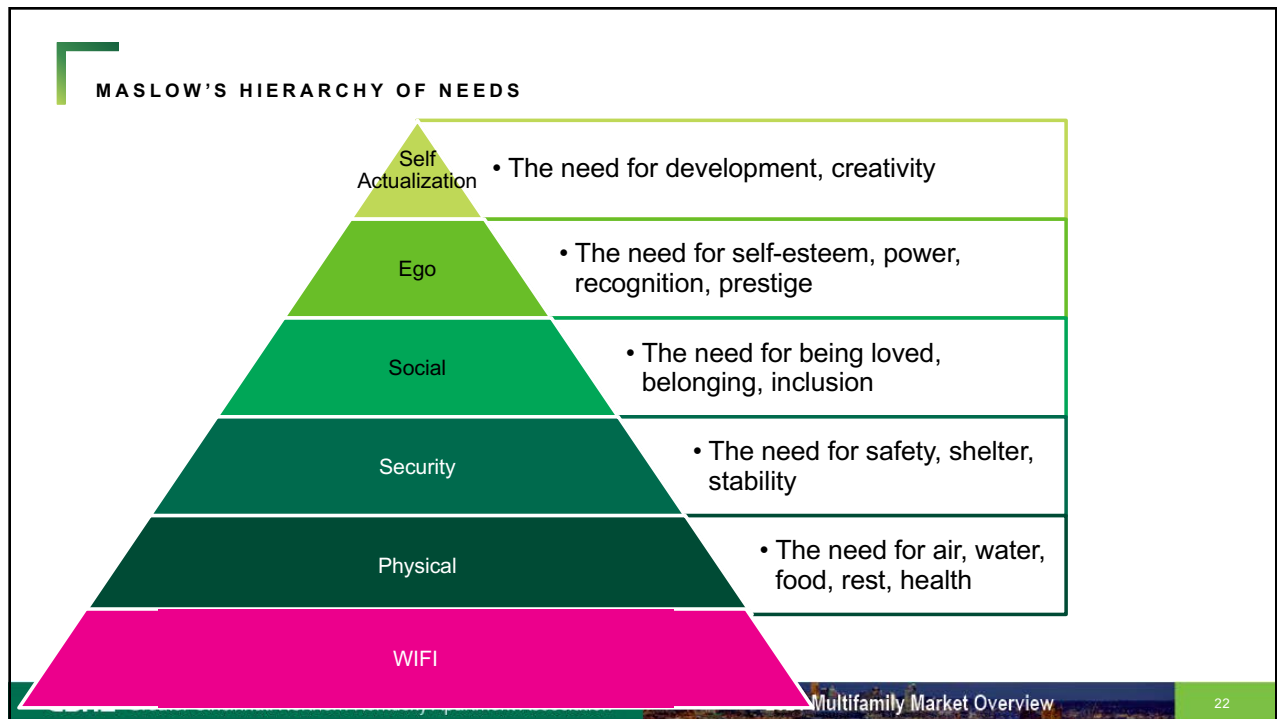 MASLOW'S HIERARCHY OF NEEDS
Self
Actualization
• The need for development, creativity
Ego
• The need for self-esteem, power,
recognition, prestige
Social
• The need for being loved,
belonging, inclusion
Security
• The need for safety, shelter,
stability
Physical
• The need for air, water,
food, rest, health
WIFI
Multifamily Market Overview
22